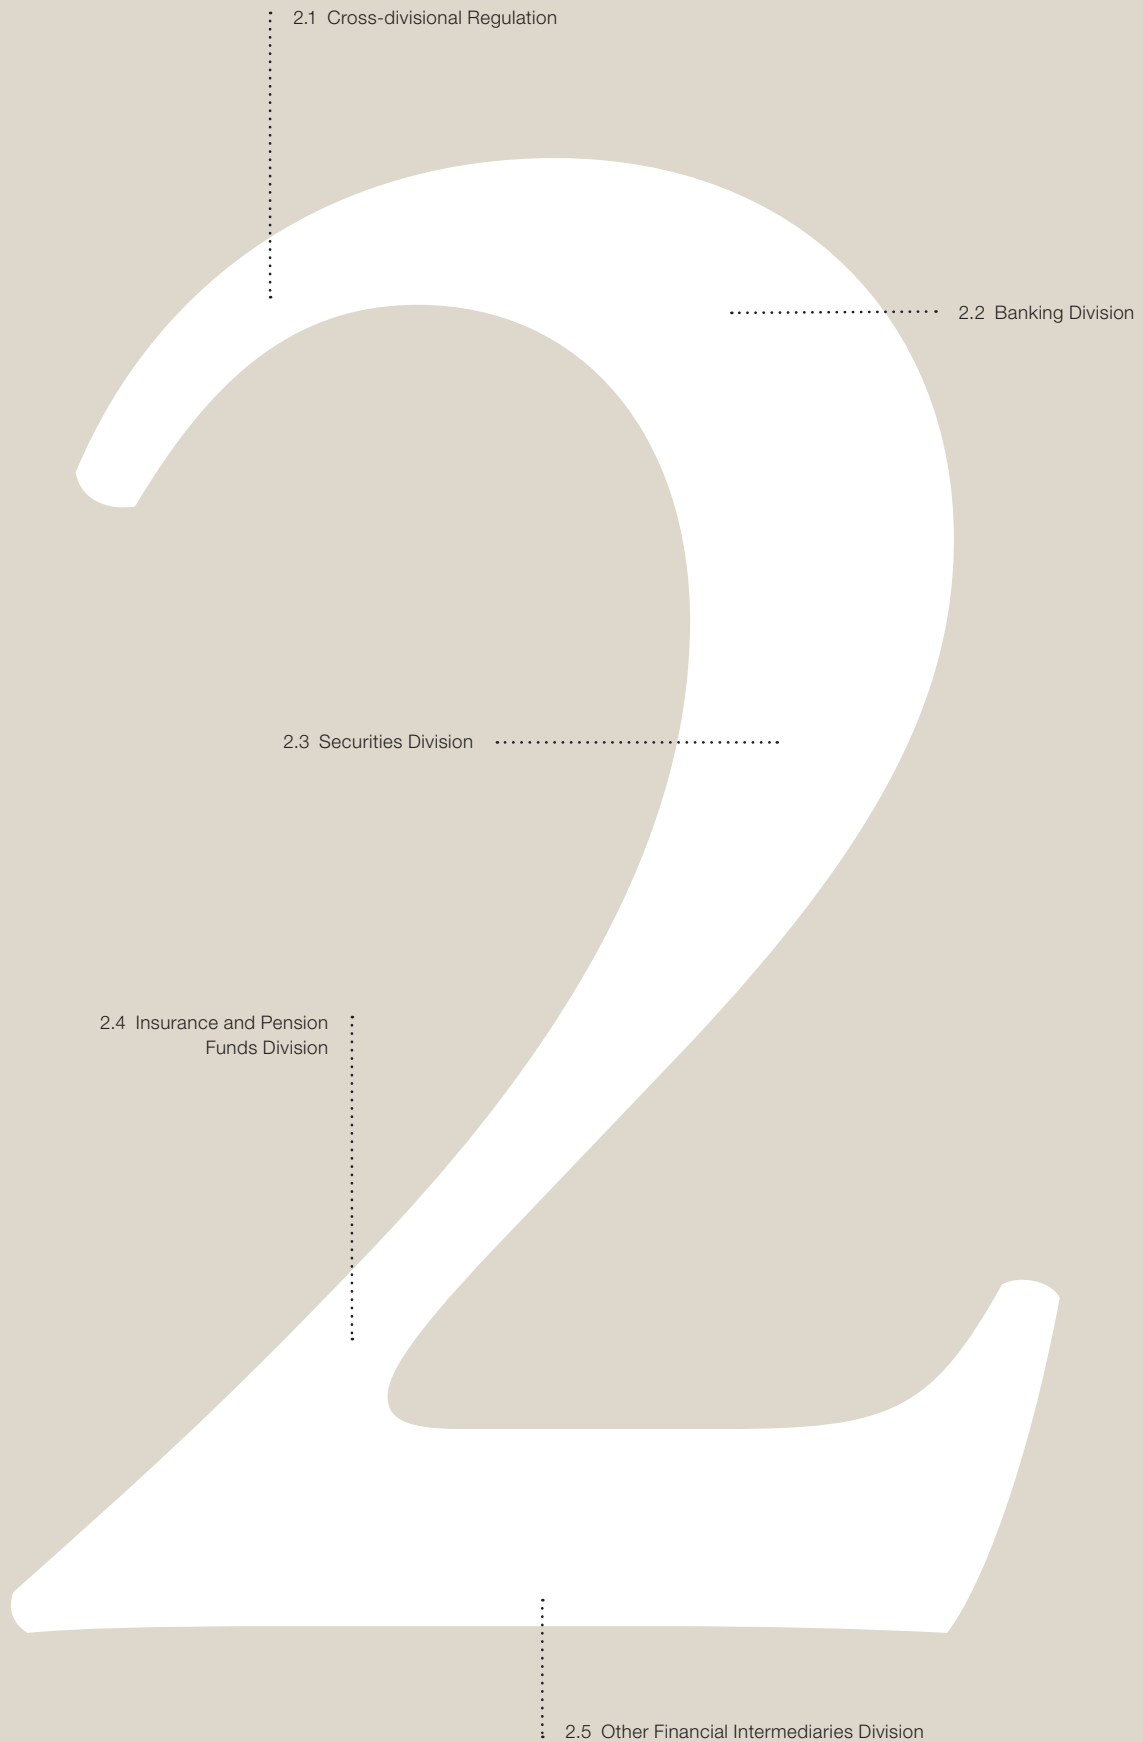 2.1 Cross-divisional Regulation
2
2.2 Banking Division
2.3 Securities Division
2.4 Insurance and Pension
Funds Division
2.5 Other Financial Intermediaries Division